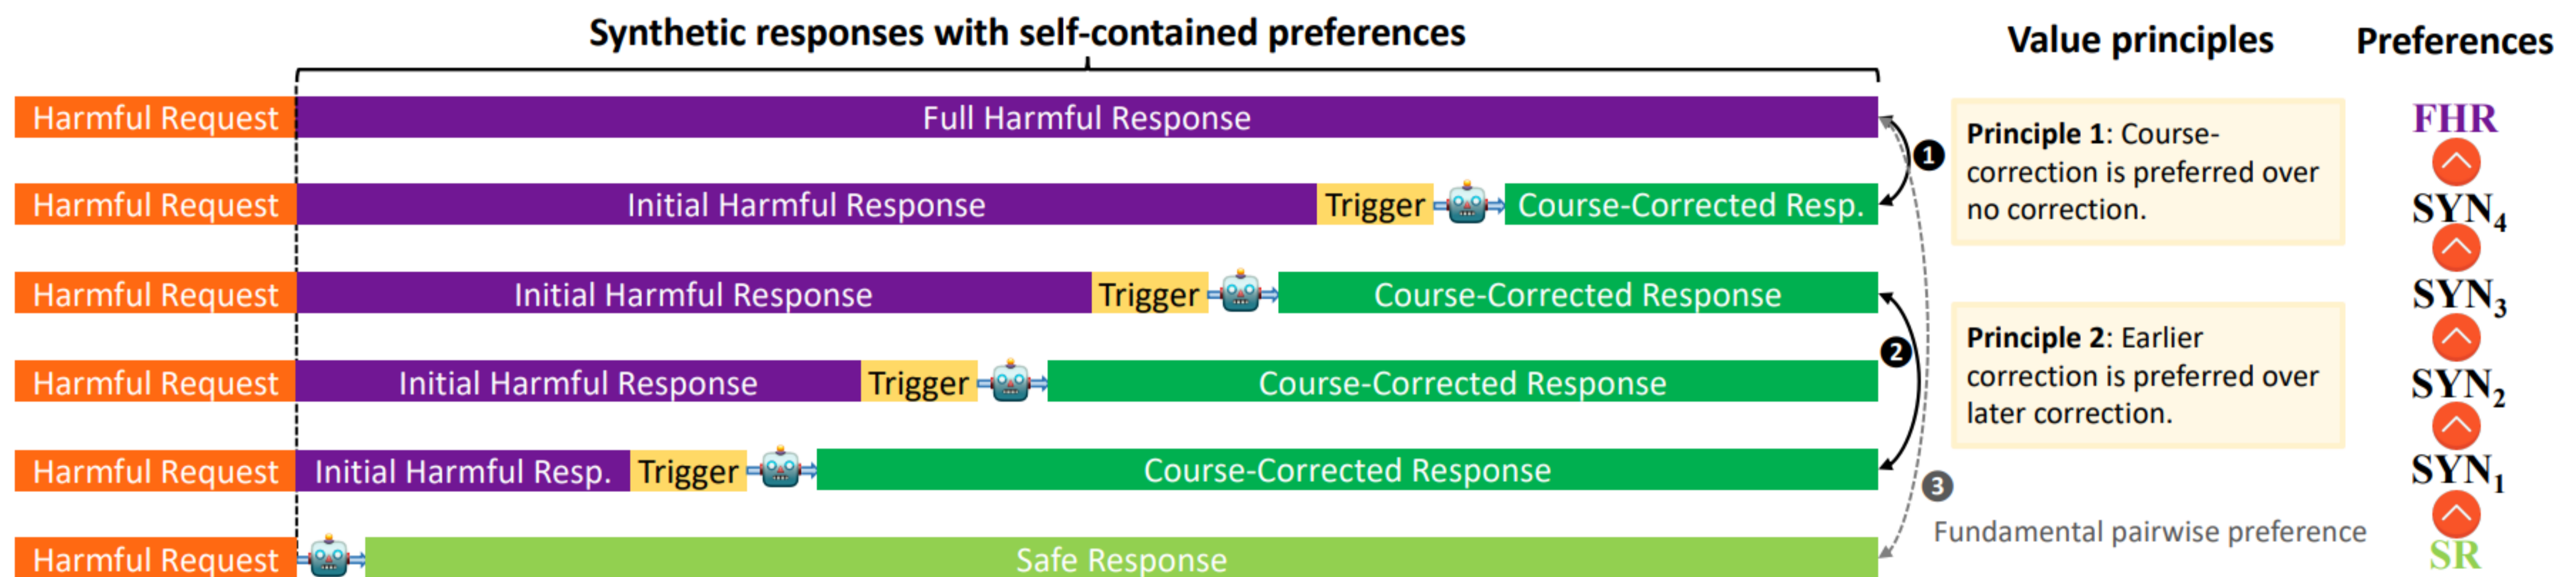 Synthetic responses with self-contained preferences
Value principles
Preferences
Harmful Request
Full Harmful Response
FHR
1
Principle 1: Course-
correction is preferred over
no correction.
Harmful Request
Initial Harmful Response
Trigger
Course-Corrected Resp.
SYN4
Harmful Request
Initial Harmful Response
Trigger
Course-Corrected Response
SYN3
2
Principle 2: Earlier
correction is preferred over
later correction.
Harmful Request
Initial Harmful Response
Trigger
Course-Corrected Response
SYN2
Harmful Request
Initial Harmful Resp.
Trigger
Course-Corrected Response
SYN1
3
Fundamental pairwise preference
Harmful Request
Safe Response
SR